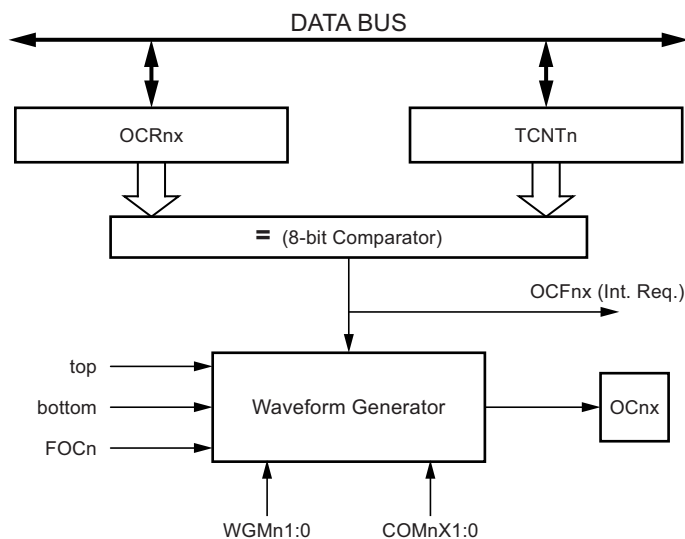 DATA BUS
OCRnx
TCNTn
= (8-bit Comparator)
OCFnx (Int. Req.)
top
bottom
FOCn
Waveform Generator
OCnx
WGMn1:0
COMnX1:0